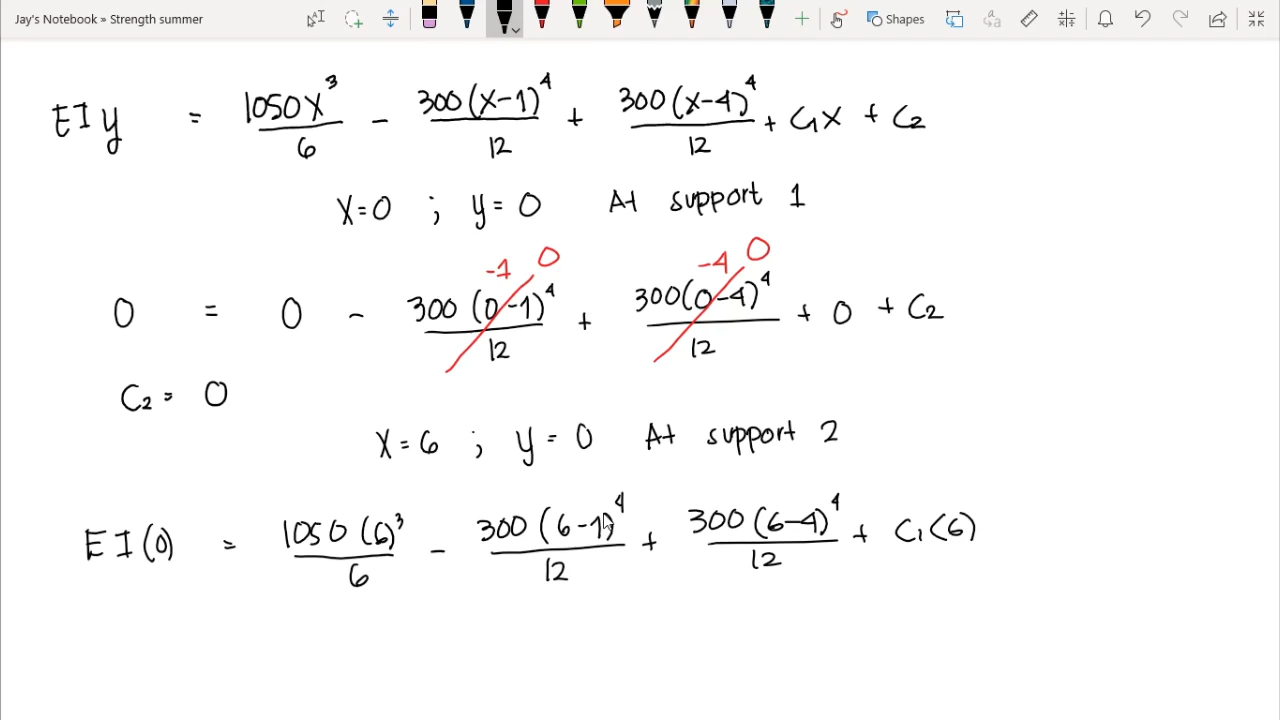 Jay's Notebook » Strength summer
Shapes
EIy = 1050x³/6 - 300(x-1)⁴/12 + 300(x-4)⁴/12 + C₁x + C₂
x=0 ; y=0 At support 1
-1 0 -4 0
0 = 0 - 300(0-1)⁴/12 + 300(0-4)⁴/12 + 0 + C₂
C₂ = 0
x=6 ; y=0 At support 2
EI(0) = 1050(6)³/6 - 300(6-1)⁴/12 + 300(6-4)⁴/12 + C₁(6)